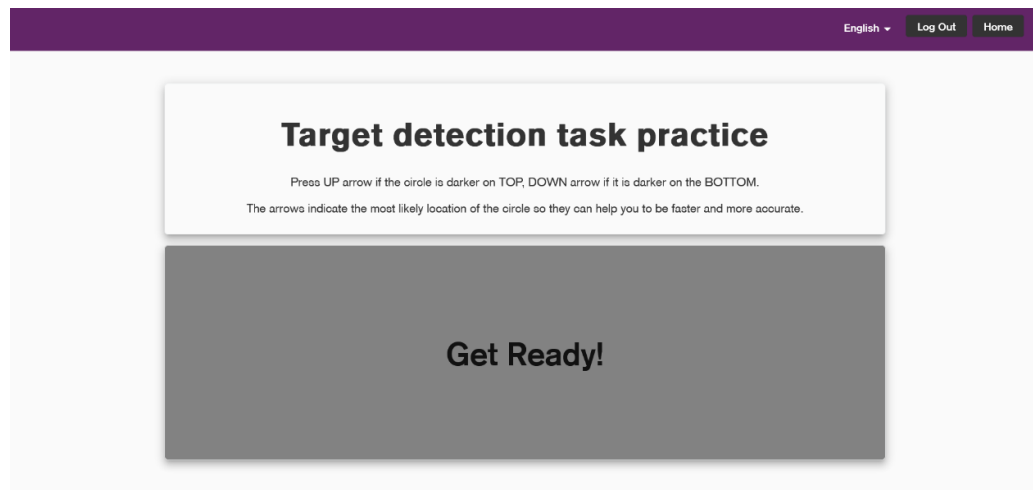 English Log Out Home
Target detection task practice
Press UP arrow if the circle is darker on TOP, DOWN arrow if it is darker on the BOTTOM.
The arrows indicate the most likely location of the circle so they can help you to be faster and more accurate.
Get Ready!